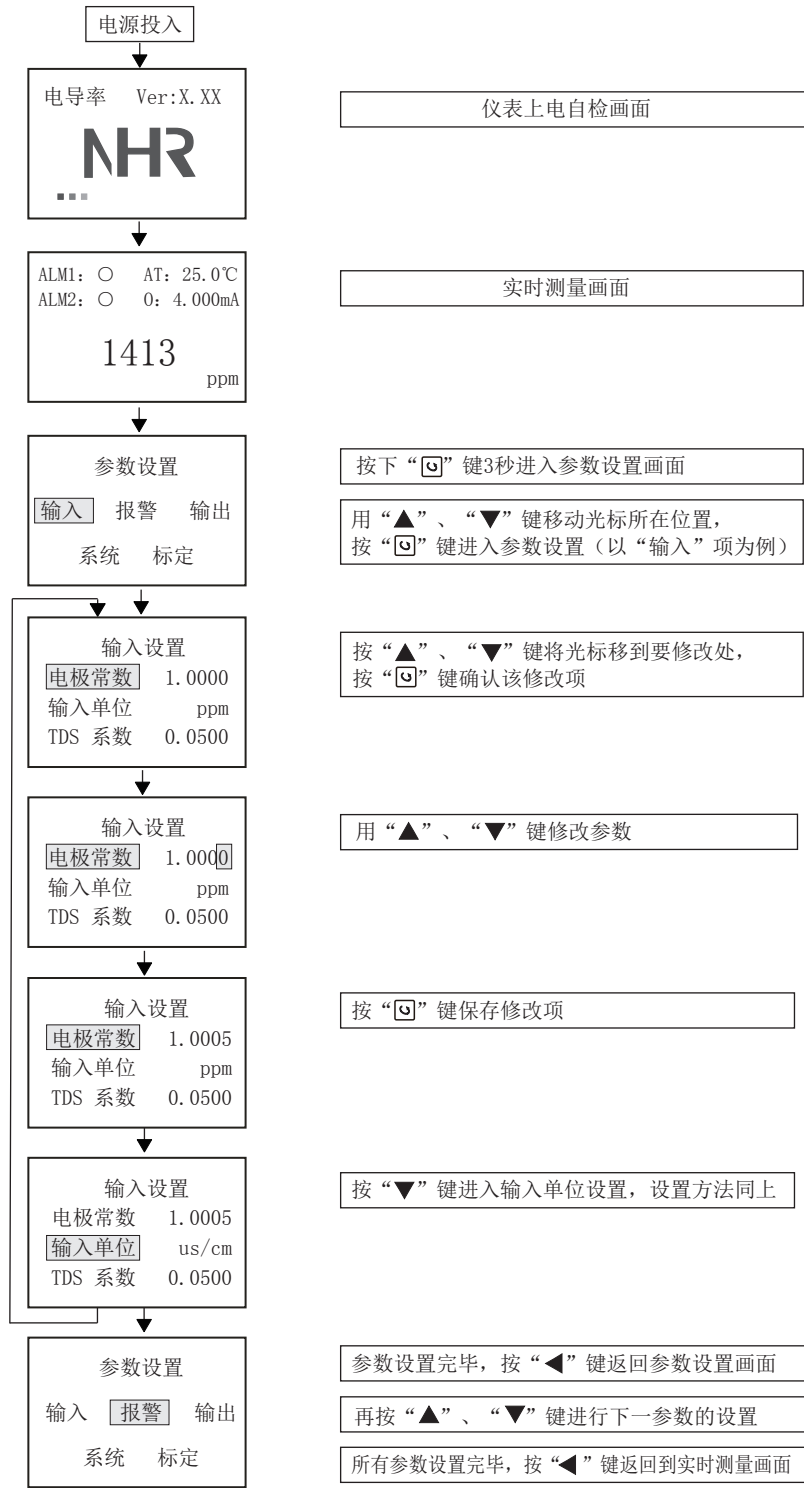 电源投入
电导率 Ver:X.XX
NHR
仪表上电自检画面
ALM1: ○ AT: 25.0℃
ALM2: ○ O: 4.000mA
1413
ppm
实时测量画面
参数设置
输入 报警 输出
系统 标定
按下“ ”键3秒进入参数设置画面
用“▲”、“▼”键移动光标所在位置，
按“ ”键进入参数设置（以“输入”项为例）
输入设置
电极常数 1.0000
输入单位 ppm
TDS 系数 0.0500
按“▲”、“▼”键将光标移到要修改处，
按“ ”键确认该修改项
输入设置
电极常数 1.0000
输入单位 ppm
TDS 系数 0.0500
用“▲”、“▼”键修改参数
输入设置
电极常数 1.0005
输入单位 ppm
TDS 系数 0.0500
按“ ”键保存修改项
输入设置
电极常数 1.0005
输入单位 us/cm
TDS 系数 0.0500
按“▼”键进入输入单位设置，设置方法同上
参数设置
输入 报警 输出
系统 标定
参数设置完毕，按“◀”键返回参数设置画面
再按“▲”、“▼”键进行下一参数的设置
所有参数设置完毕，按“◀”键返回到实时测量画面